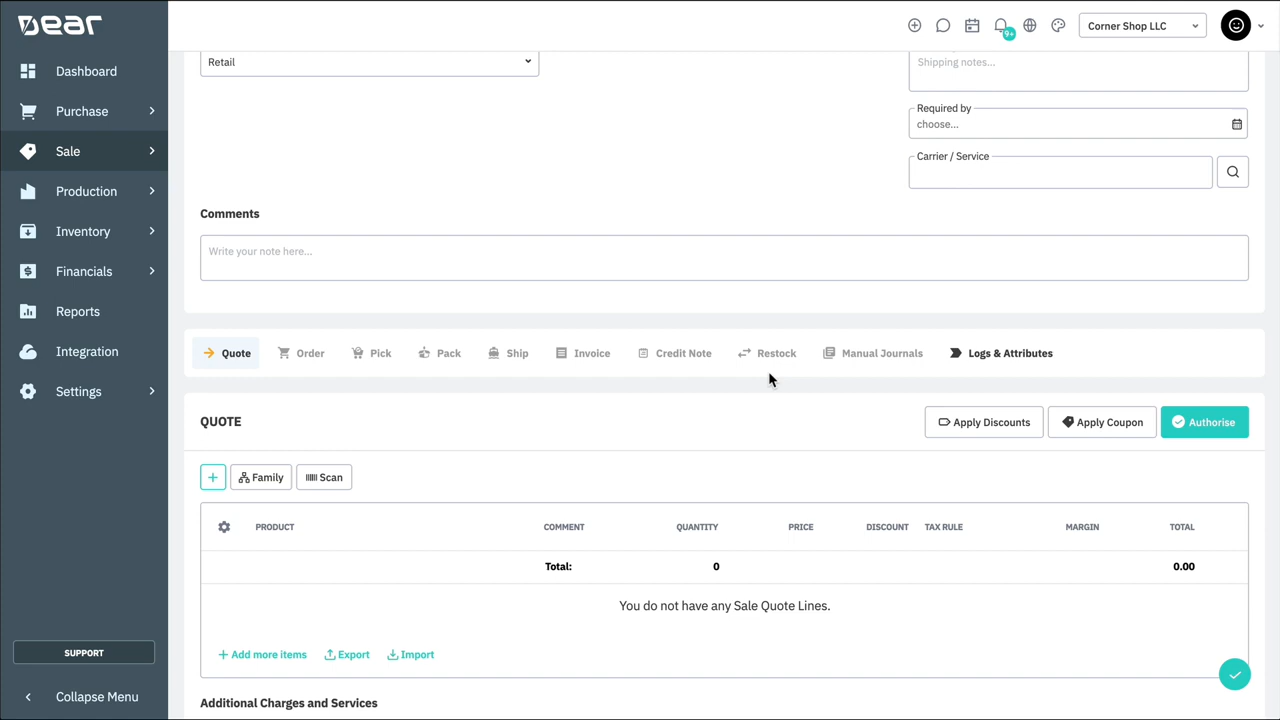 DEAR
Corner Shop LLC
9+
Dashboard
Purchase
Sale
Production
Inventory
Financials
Reports
Integration
Settings
SUPPORT
Collapse Menu
Retail
Shipping notes...
Required by
choose...
Carrier / Service
Comments
Write your note here...
Quote Order Pick Pack Ship Invoice Credit Note Restock Manual Journals Logs & Attributes
QUOTE
Apply Discounts Apply Coupon Authorise
+ Family Scan
PRODUCT COMMENT QUANTITY PRICE DISCOUNT TAX RULE MARGIN TOTAL
Total: 0 0.00
You do not have any Sale Quote Lines.
+ Add more items Export Import
Additional Charges and Services